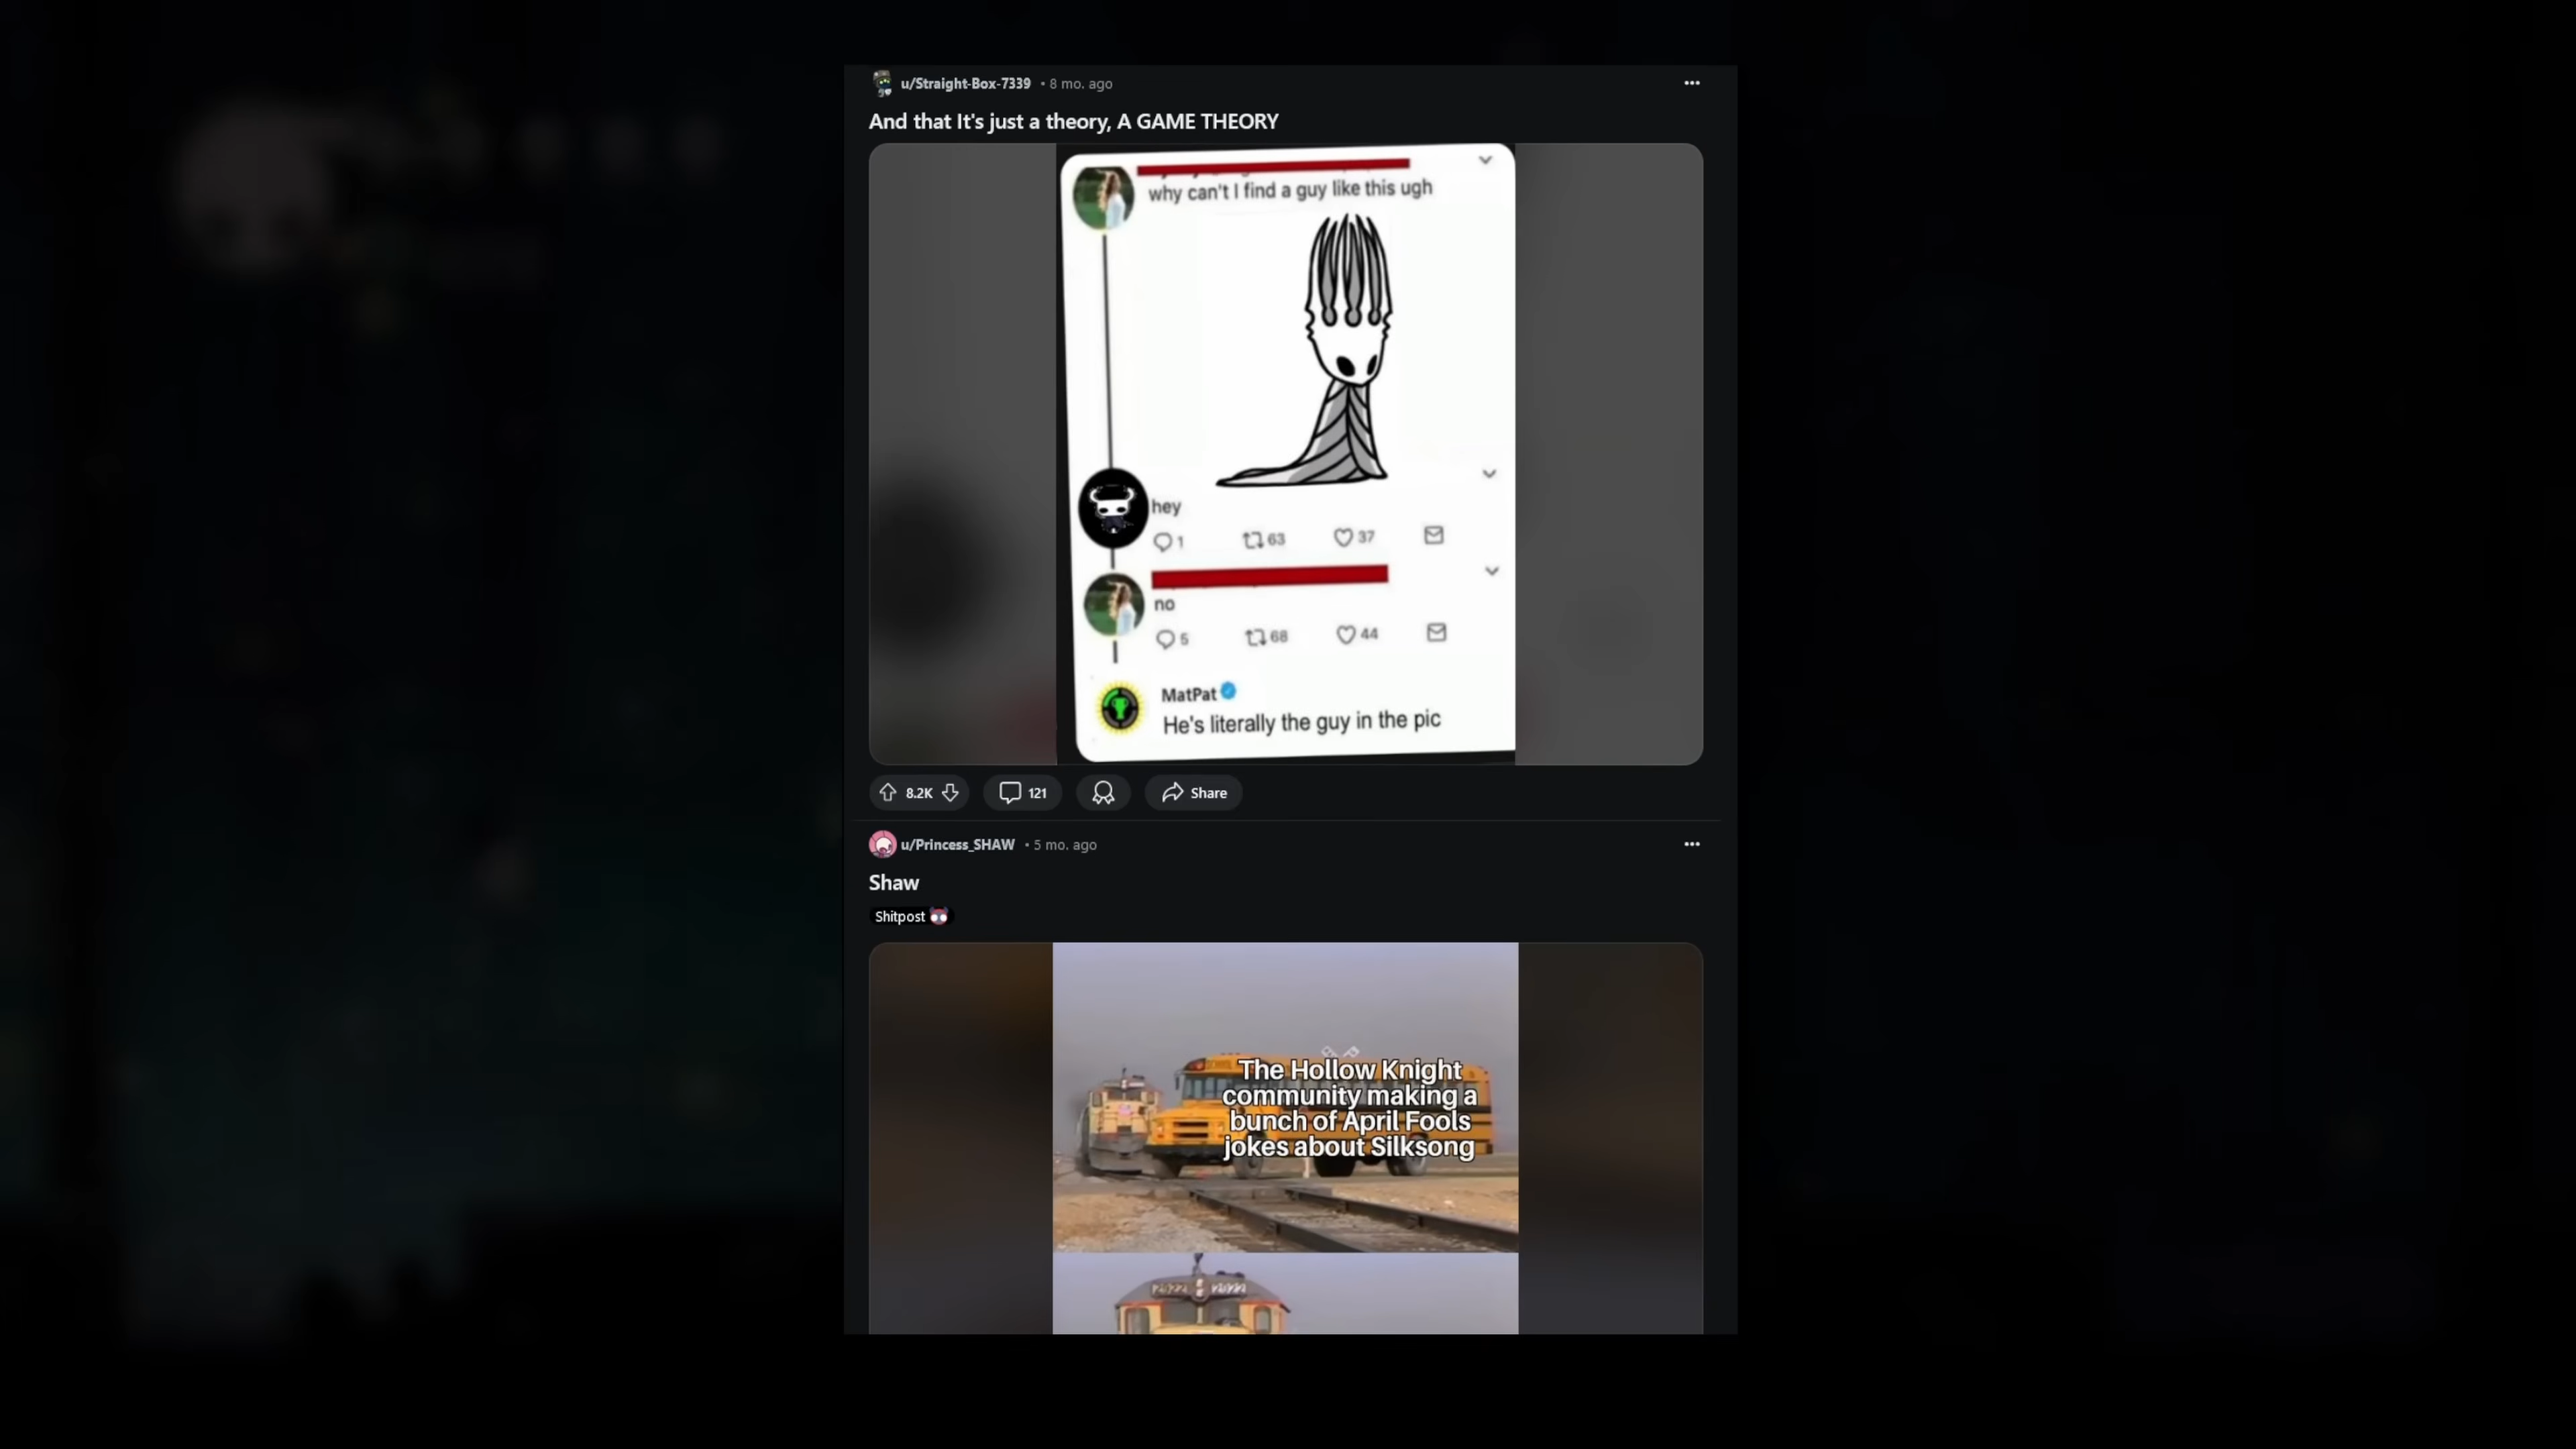 u/Straight-Box-7339 • 8 mo. ago
And that It's just a theory, A GAME THEORY
why can't I find a guy like this ugh
hey
1 63 37
no
5 68 44
MatPat
He's literally the guy in the pic
8.2K 121 Share
u/Princess_SHAW • 5 mo. ago
Shaw
Shitpost
The Hollow Knight
community making a
bunch of April Fools
jokes about Silksong
2922 2922